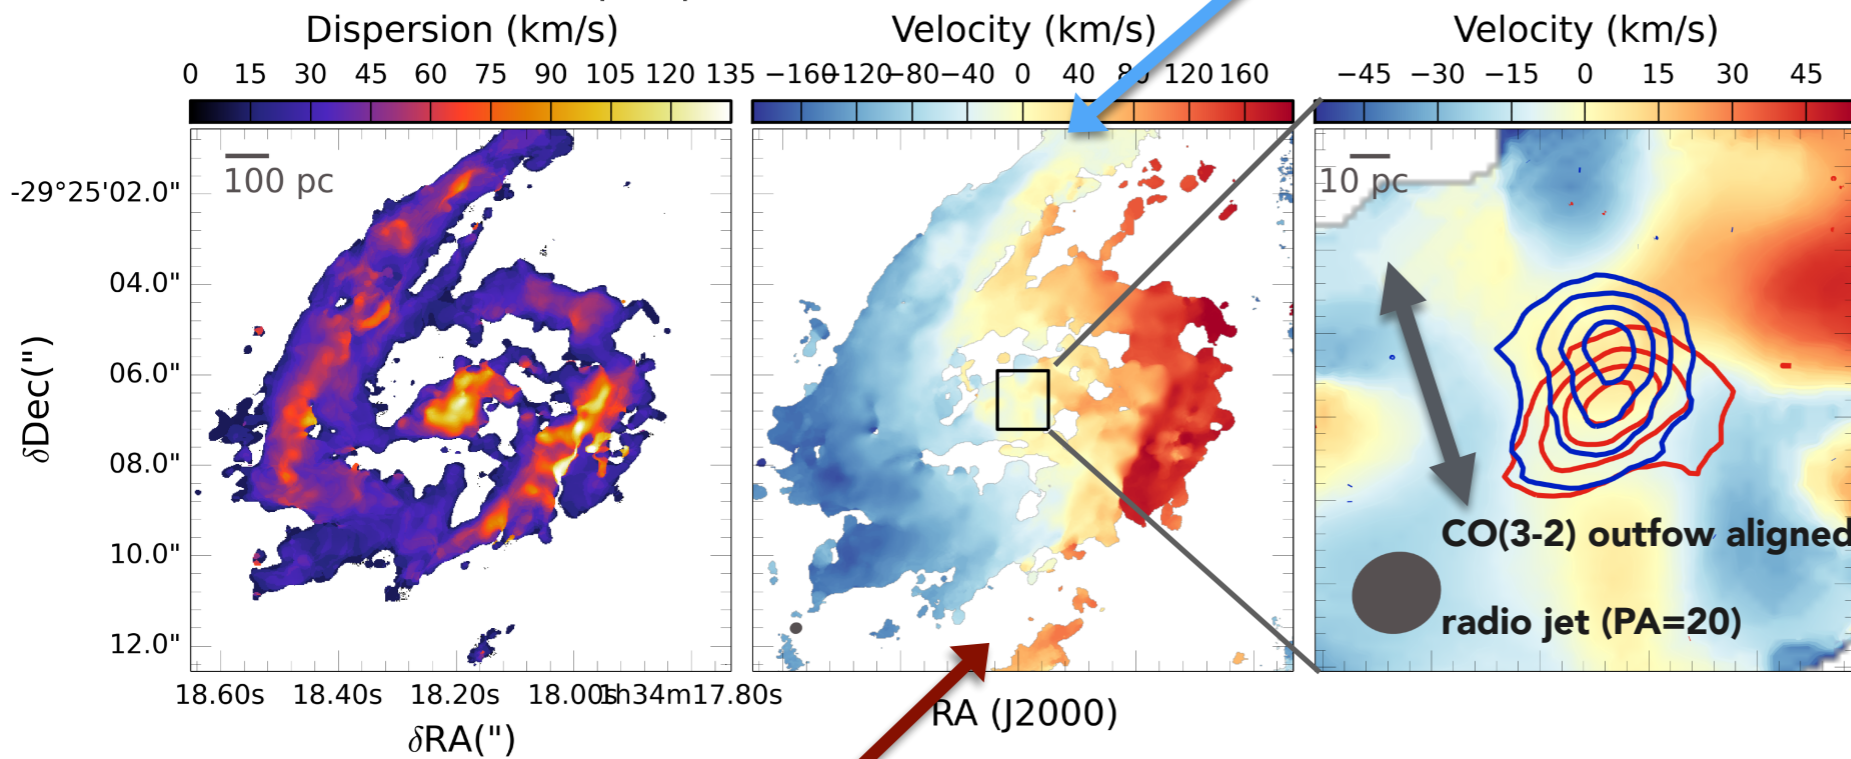 Dispersion (km/s)
Velocity (km/s)
Velocity (km/s)
0 15 30 45 60 75 90 105 120 135
−160 −120 −80 −40 0 40 80 120 160
−45 −30 −15 0 15 30 45
100 pc
10 pc
-29°25'02.0"
04.0"
06.0"
08.0"
10.0"
12.0"
δDec(")
CO(3-2) outfow aligned
radio jet (PA=20)
18.60s 18.40s 18.20s 18.00s 1h34m17.80s
δRA(")
RA (J2000)